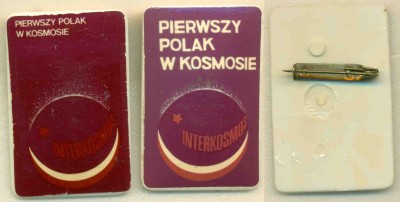 PIERWSZY POLAK
W KOSMOSIE
INTERKOSMOS
PIERWSZY
POLAK
W KOSMOSIE
INTERKOSMOS